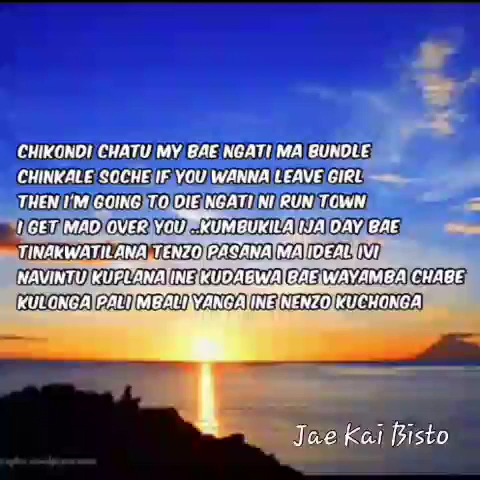 CHIKONDI CHATU MY BAE NGATI MA BUNDLE
CHINKALE SOCHE IF YOU WANNA LEAVE GIRL
THEN I'M GOING TO DIE NGATI NI RUN TOWN
I GET MAD OVER YOU ..KUMBUKILA IJA DAY BAE
TINAKWATILANA TENZO PASANA MA IDEAL IVI
NAVINTU KUPLANA INE KUDABWA BAE WAYAMBA CHABE
KULONGA PALI MBALI YANGA INE NENZO KUCHONGA
Jae Kai Bisto